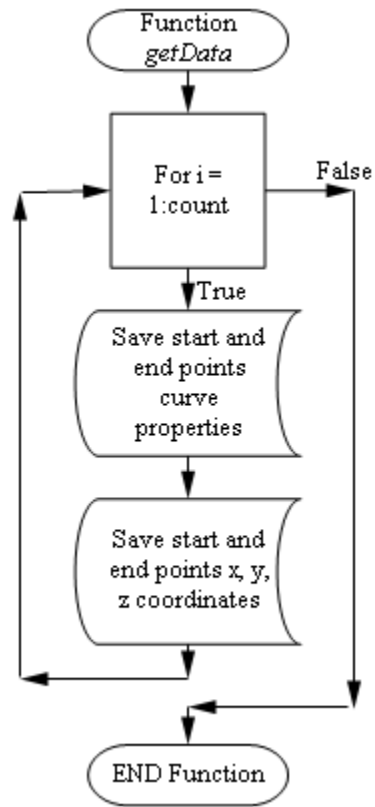 Function
getData
For i =
1:count
False
True
Save start and
end points
curve
properties
Save start and
end points x, y,
z coordinates
END Function